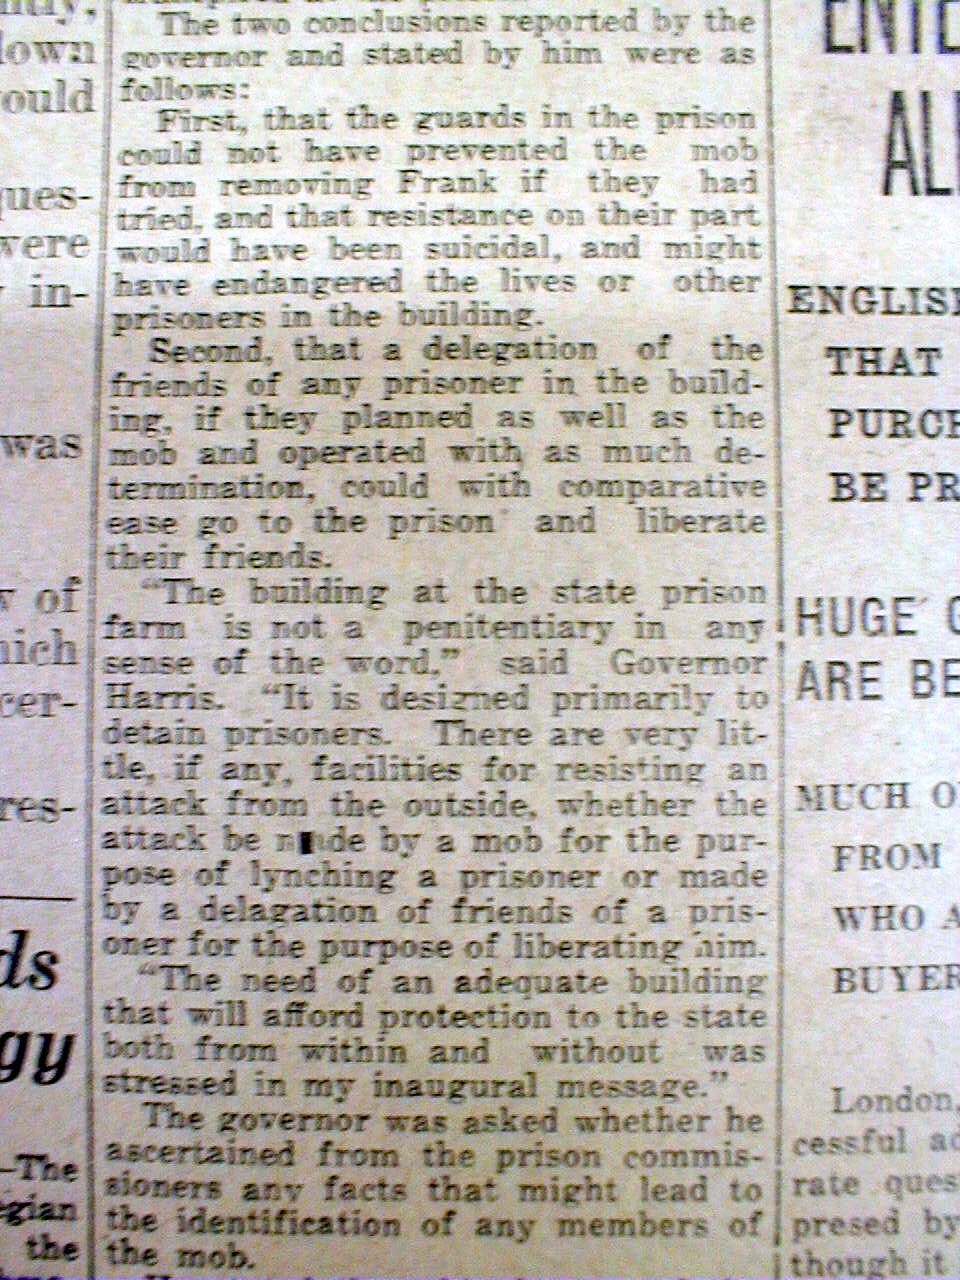 own
ould
ques-
were
in-
was
of
nich
cer-
res-
ds
gy
—The
egian
the
The two conclusions reported by the
governor and stated by him were as
follows:
First, that the guards in the prison
could not have prevented the mob
from removing Frank if they had
tried, and that resistance on their part
would have been suicidal, and might
have endangered the lives or other
prisoners in the building.
Second, that a delegation of the
friends of any prisoner in the build-
ing, if they planned as well as the
mob and operated with as much de-
termination, could with comparative
ease go to the prison and liberate
their friends.
"The building at the state prison
farm is not a penitentiary in any
sense of the word," said Governor
Harris. "It is designed primarily to
detain prisoners. There are very lit-
tle, if any, facilities for resisting an
attack from the outside, whether the
attack be made by a mob for the pur-
pose of lynching a prisoner or made
by a delagation of friends of a pris-
oner for the purpose of liberating him.
"The need of an adequate building
that will afford protection to the state
both from within and without was
stressed in my inaugural message."
The governor was asked whether he
ascertained from the prison commis-
sioners any facts that might lead to
the identification of any members of
the mob.
ENTE
ALL
ENGLISH
THAT
PURCH
BE PR
HUGE G
ARE BE
MUCH O
FROM
WHO A
BUYER
London,
cessful ad
rate ques
presed by
though it